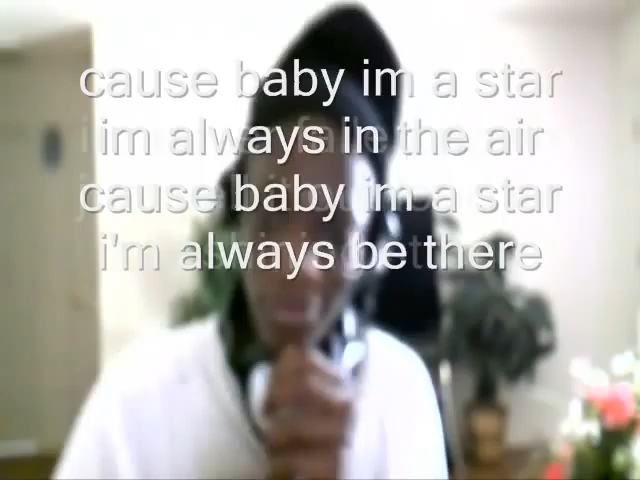 cause baby im a star
im always in the air
cause baby im a star
i'm always be there